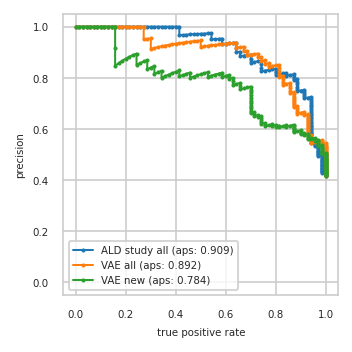 1.0
0.8
0.6
0.4
0.2
0.0
precision
ALD study all (aps: 0.909)
VAE all (aps: 0.892)
VAE new (aps: 0.784)
0.0 0.2 0.4 0.6 0.8 1.0
true positive rate